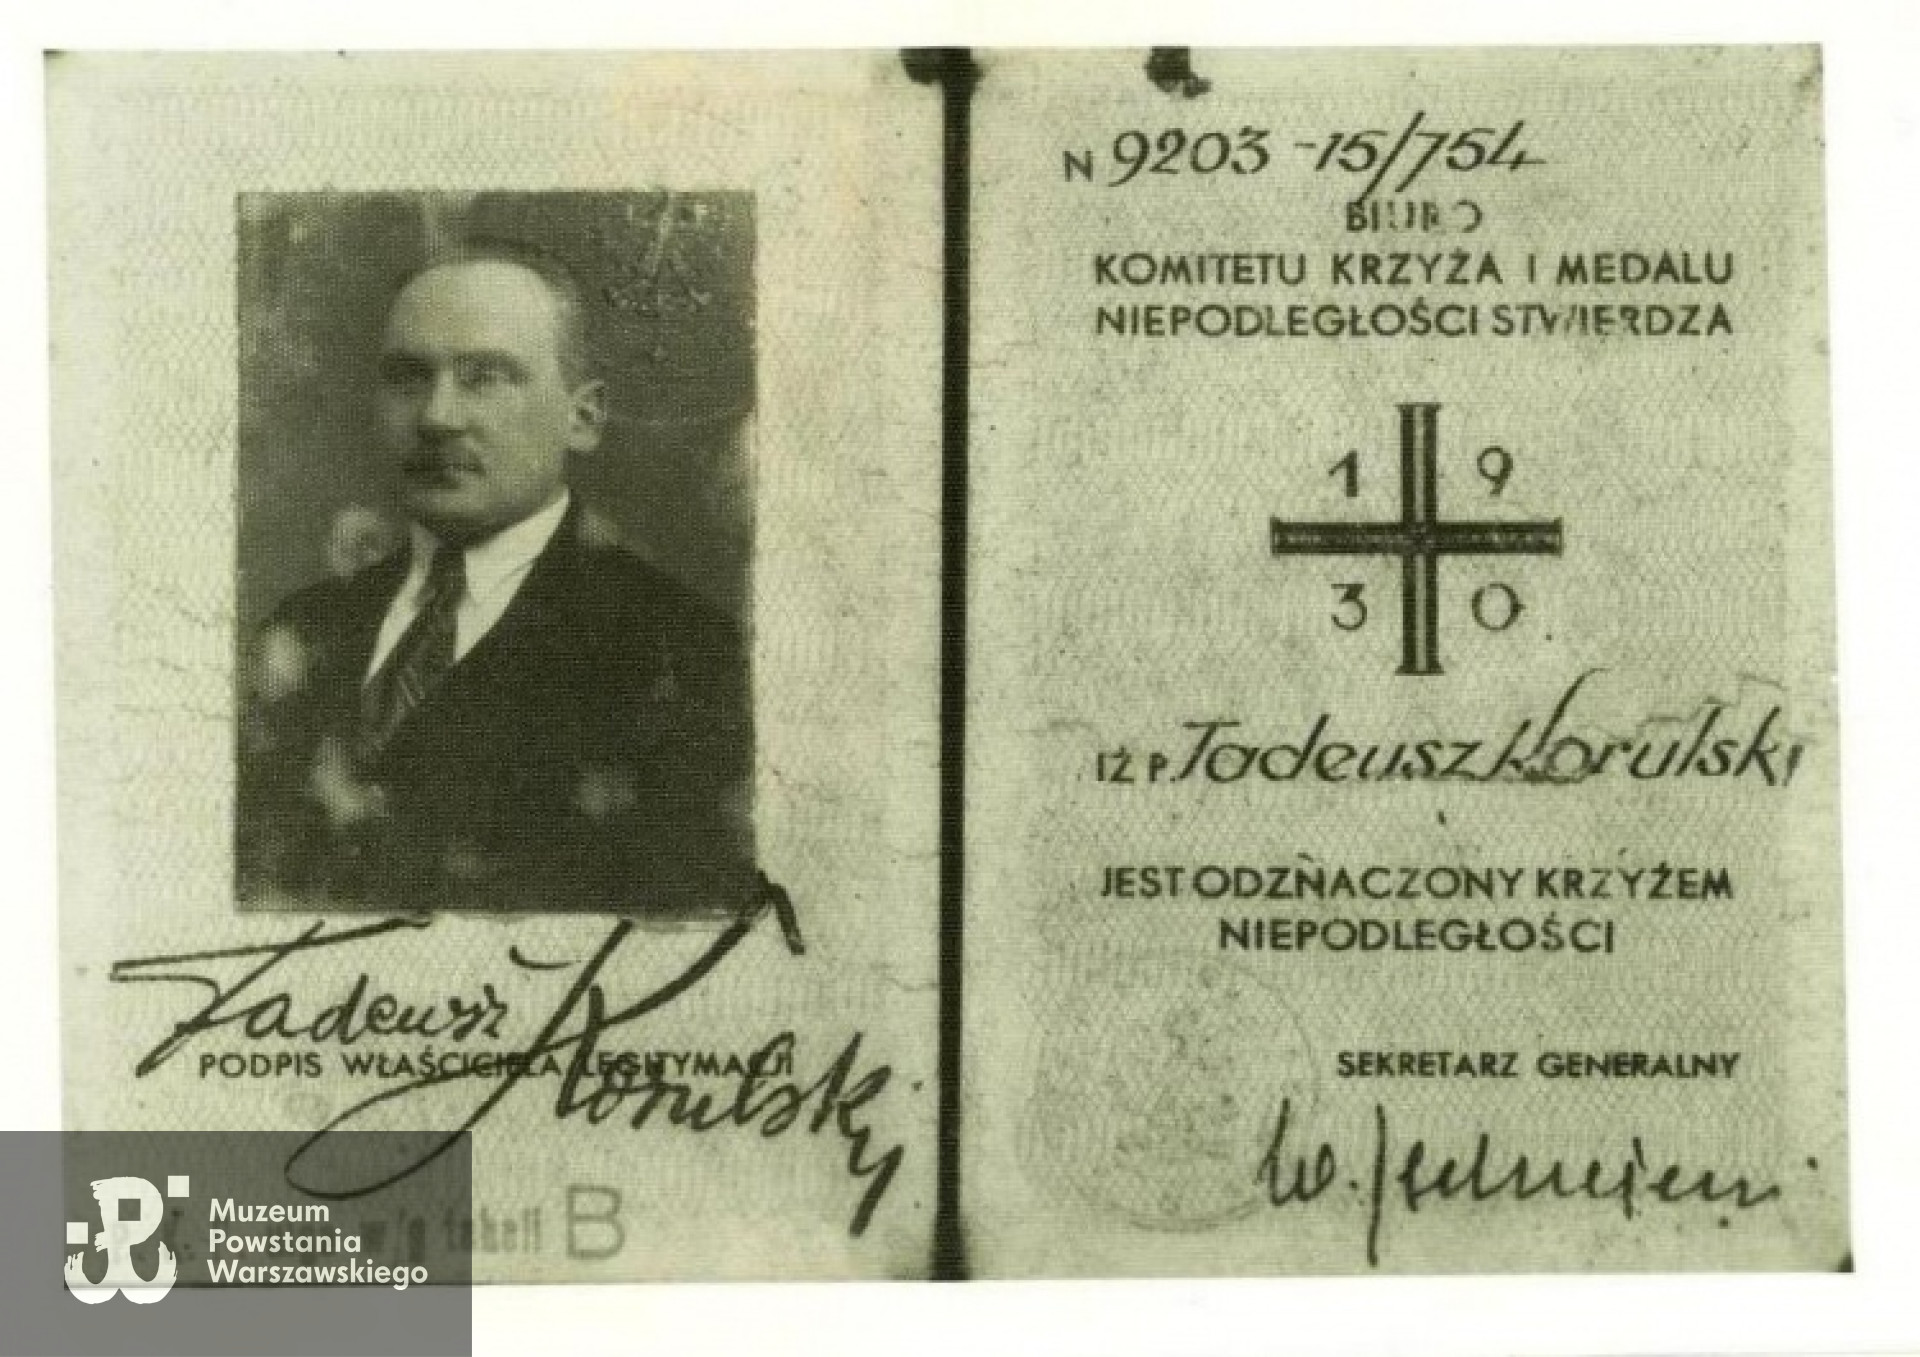 Tadeusz Korulski
PODPIS WŁAŚCICIELA LEGITYMACJI
B
N 9203 -15/754
BIURO
KOMITETU KRZYŻA I MEDALU
NIEPODLEGŁOŚCI STWIERDZA
1 9
3 0
IŻ P. Tadeusz Korulski
JEST ODZNACZONY KRZYŻEM
NIEPODLEGŁOŚCI
SEKRETARZ GENERALNY
Muzeum
Powstania
Warszawskiego